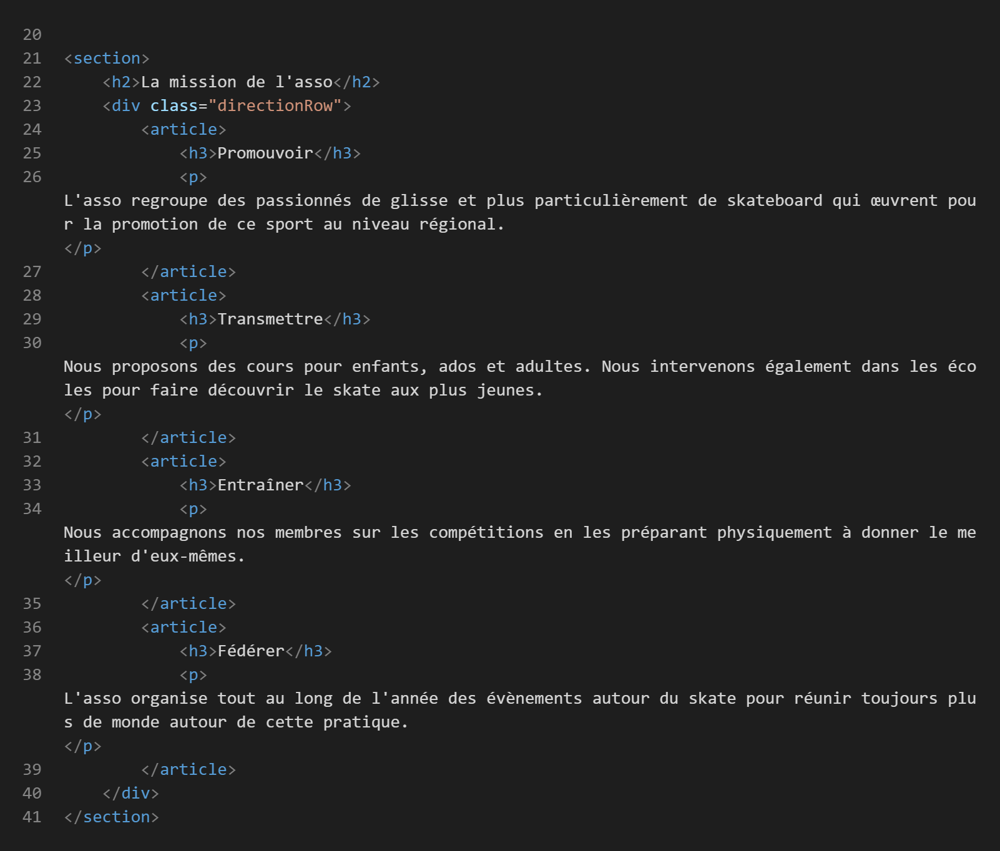 20
21 <section>
22     <h2>La mission de l'asso</h2>
23     <div class="directionRow">
24         <article>
25             <h3>Promouvoir</h3>
26             <p>
L'asso regroupe des passionnés de glisse et plus particulièrement de skateboard qui œuvrent pou
r la promotion de ce sport au niveau régional.
</p>
27         </article>
28         <article>
29             <h3>Transmettre</h3>
30             <p>
Nous proposons des cours pour enfants, ados et adultes. Nous intervenons également dans les éco
les pour faire découvrir le skate aux plus jeunes.
</p>
31         </article>
32         <article>
33             <h3>Entraîner</h3>
34             <p>
Nous accompagnons nos membres sur les compétitions en les préparant physiquement à donner le me
illeur d'eux-mêmes.
</p>
35         </article>
36         <article>
37             <h3>Fédérer</h3>
38             <p>
L'asso organise tout au long de l'année des évènements autour du skate pour réunir toujours plu
s de monde autour de cette pratique.
</p>
39         </article>
40     </div>
41 </section>